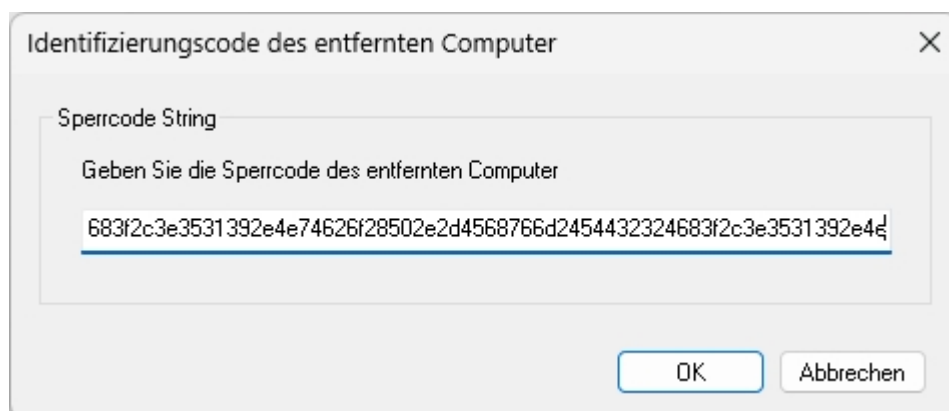 Identifizierungscode des entfernten Computer
Sperrcode String
Geben Sie die Sperrcode des entfernten Computer
683f2c3e3531392e4e74626f28502e2d4568766d2454432324683f2c3e3531392e4e
OK
Abbrechen